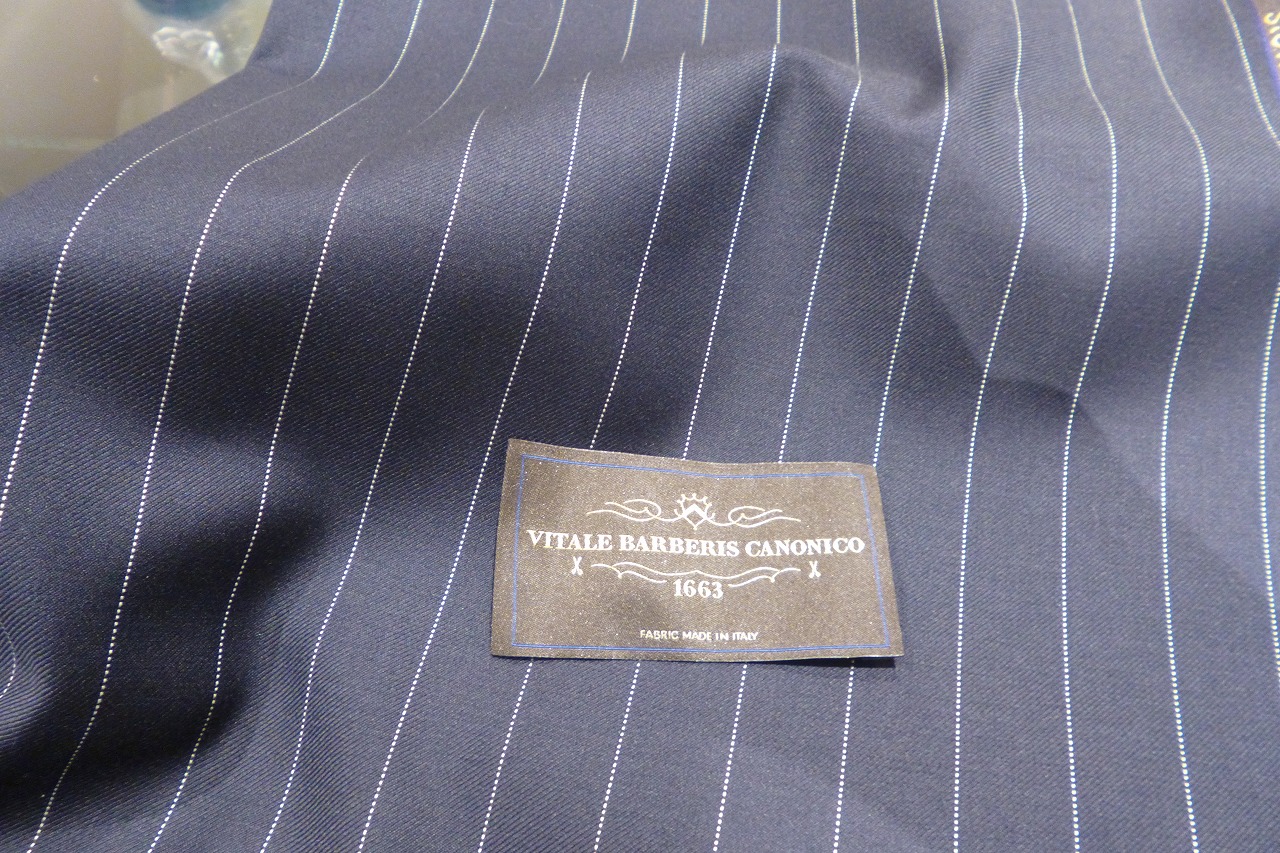 VITALE BARBERIS CANONICO
1663
FABRIC MADE IN ITALY